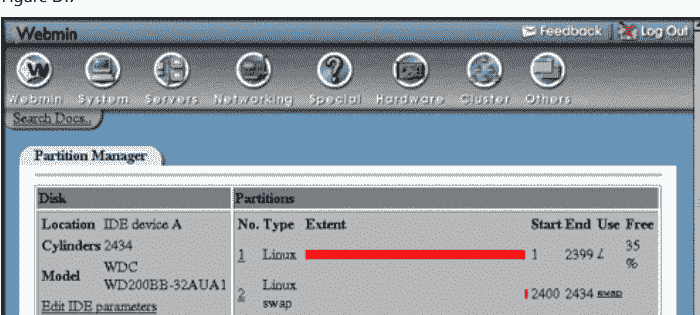 Webmin
Feedback
Log Out
Webmin System Servers Networking Special Hardware Cluster Others
Search Docs..
Partition Manager
Disk
Partitions
Location IDE device A
Cylinders 2434
Model WDC WD200BB-32AUA1
Edit IDE parameters
No. Type Extent Start End Use Free
1 Linux 1 2399 / 35 %
2 Linux swap 2400 2434 swap